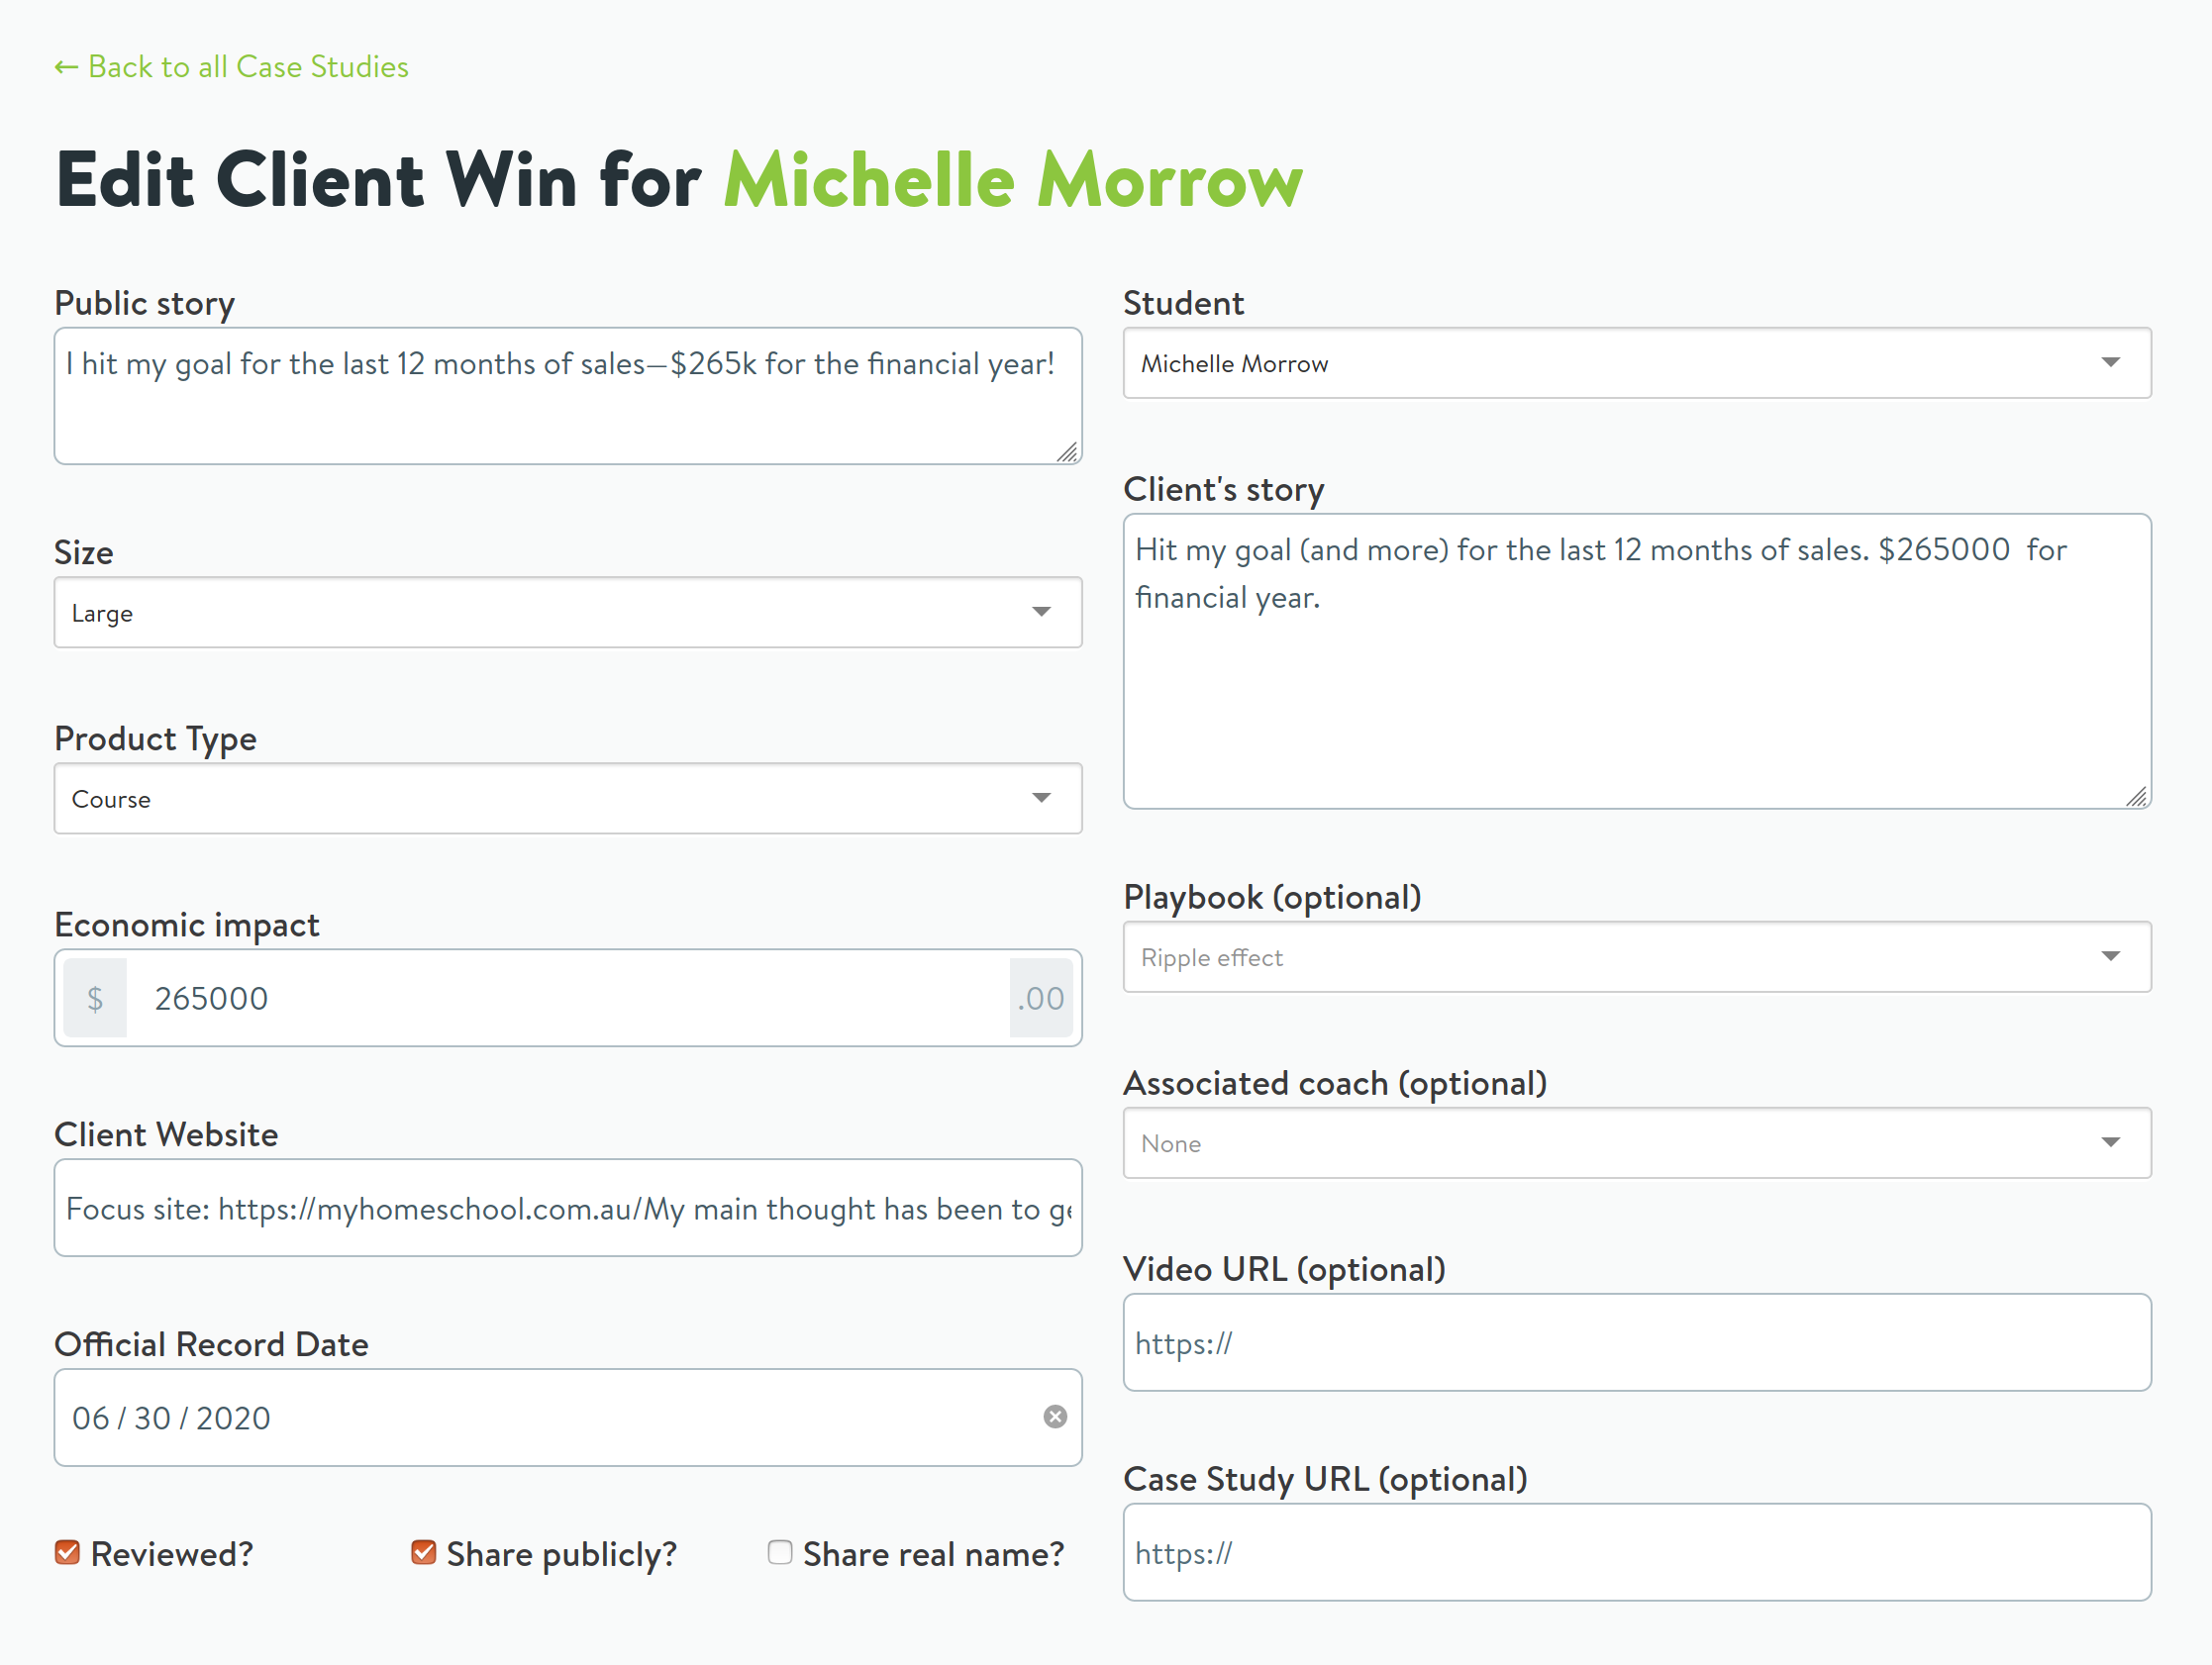 ← Back to all Case Studies
Edit Client Win for Michelle Morrow
Public story
I hit my goal for the last 12 months of sales—$265k for the financial year!
Size
Large
Product Type
Course
Economic impact
$ 265000 .00
Client Website
Focus site: https://myhomeschool.com.au/My main thought has been to
Official Record Date
06 / 30 / 2020
Reviewed? Share publicly? Share real name?
Student
Michelle Morrow
Client's story
Hit my goal (and more) for the last 12 months of sales. $265000  for
financial year.
Playbook (optional)
Ripple effect
Associated coach (optional)
None
Video URL (optional)
https://
Case Study URL (optional)
https://